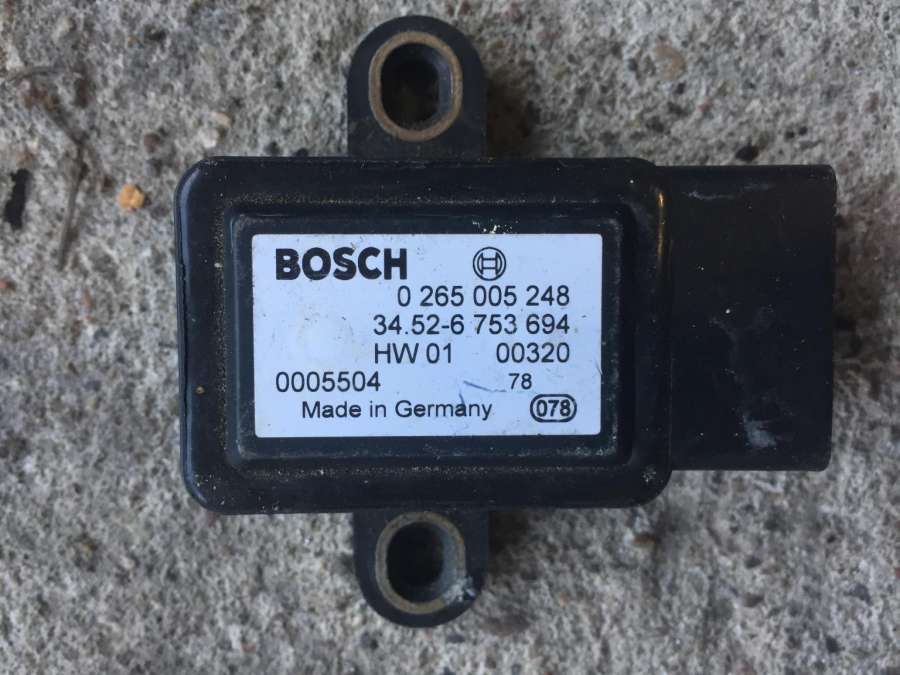 BOSCH
0 265 005 248
34.52-6 753 694
HW 01 00320
0005504 78
Made in Germany 078